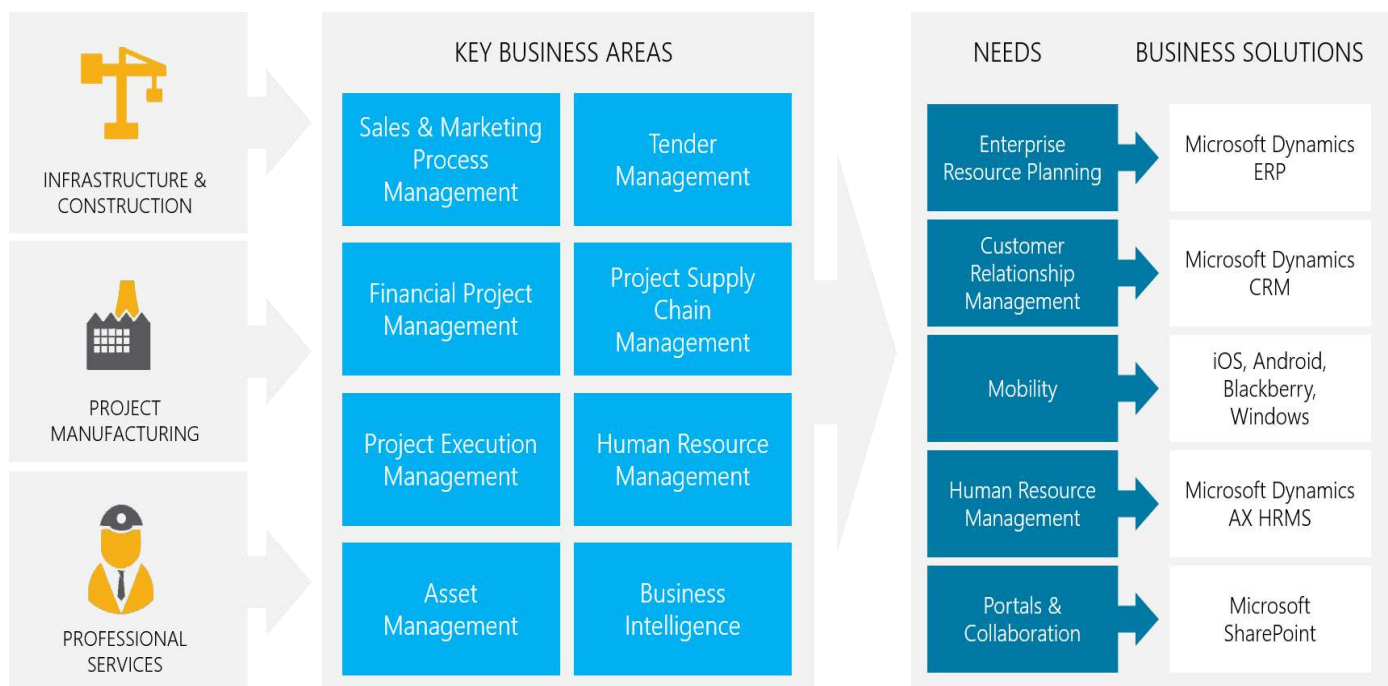 INFRASTRUCTURE &
CONSTRUCTION
PROJECT
MANUFACTURING
PROFESSIONAL
SERVICES
KEY BUSINESS AREAS
Sales & Marketing
Process
Management
Tender
Management
Financial Project
Management
Project Supply
Chain
Management
Project Execution
Management
Human Resource
Management
Asset
Management
Business
Intelligence
NEEDS
BUSINESS SOLUTIONS
Enterprise
Resource Planning
Microsoft Dynamics
ERP
Customer
Relationship
Management
Microsoft Dynamics
CRM
Mobility
iOS, Android,
Blackberry,
Windows
Human Resource
Management
Microsoft Dynamics
AX HRMS
Portals &
Collaboration
Microsoft
SharePoint